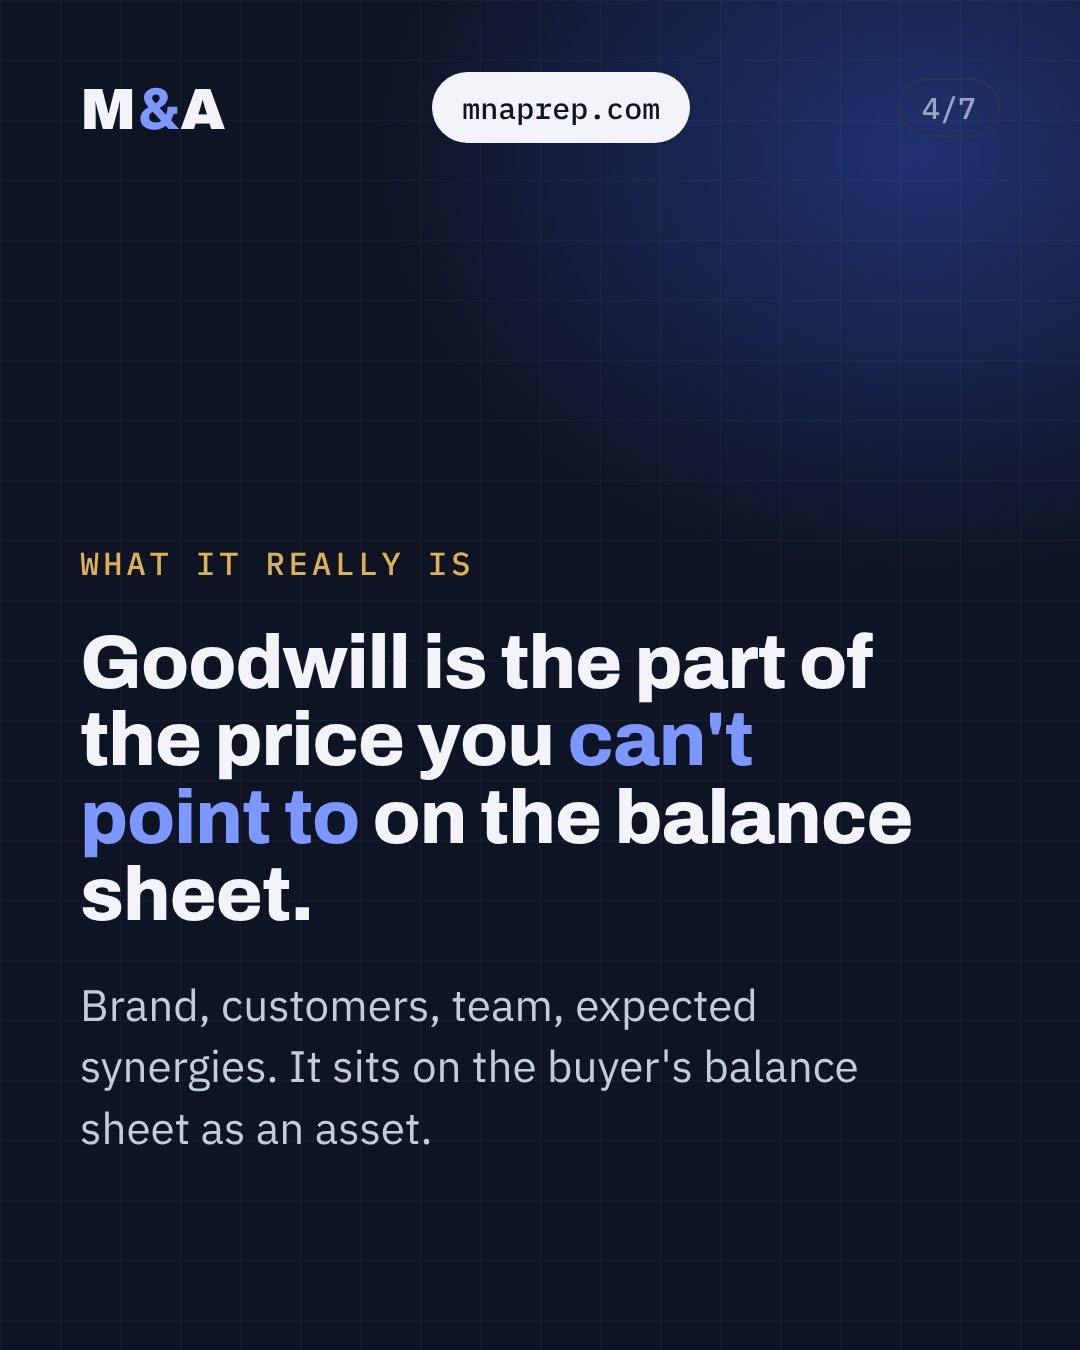 M&A
mnaprep.com
4/7
WHAT IT REALLY IS
Goodwill is the part of
the price you can't
point to on the balance
sheet.
Brand, customers, team, expected
synergies. It sits on the buyer's balance
sheet as an asset.